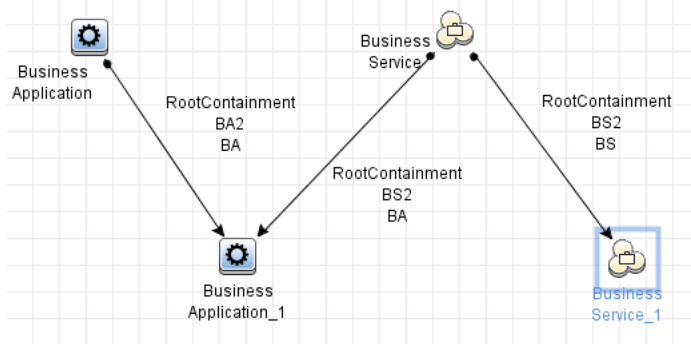 Business
Service
Business
Application
RootContainment
BA2
BA
RootContainment
BS2
BS
RootContainment
BS2
BA
Business
Application_1
Business
Service_1